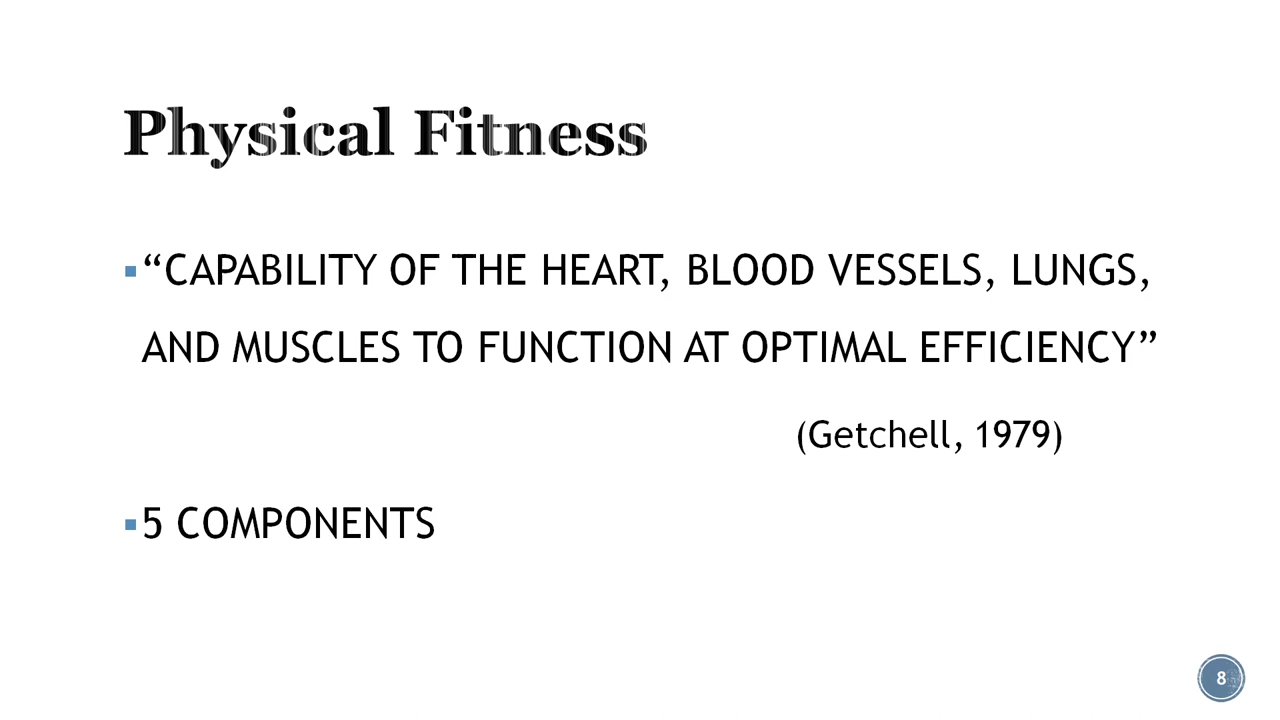 Physical Fitness
▪“CAPABILITY OF THE HEART, BLOOD VESSELS, LUNGS,
AND MUSCLES TO FUNCTION AT OPTIMAL EFFICIENCY”
(Getchell, 1979)
▪5 COMPONENTS
8